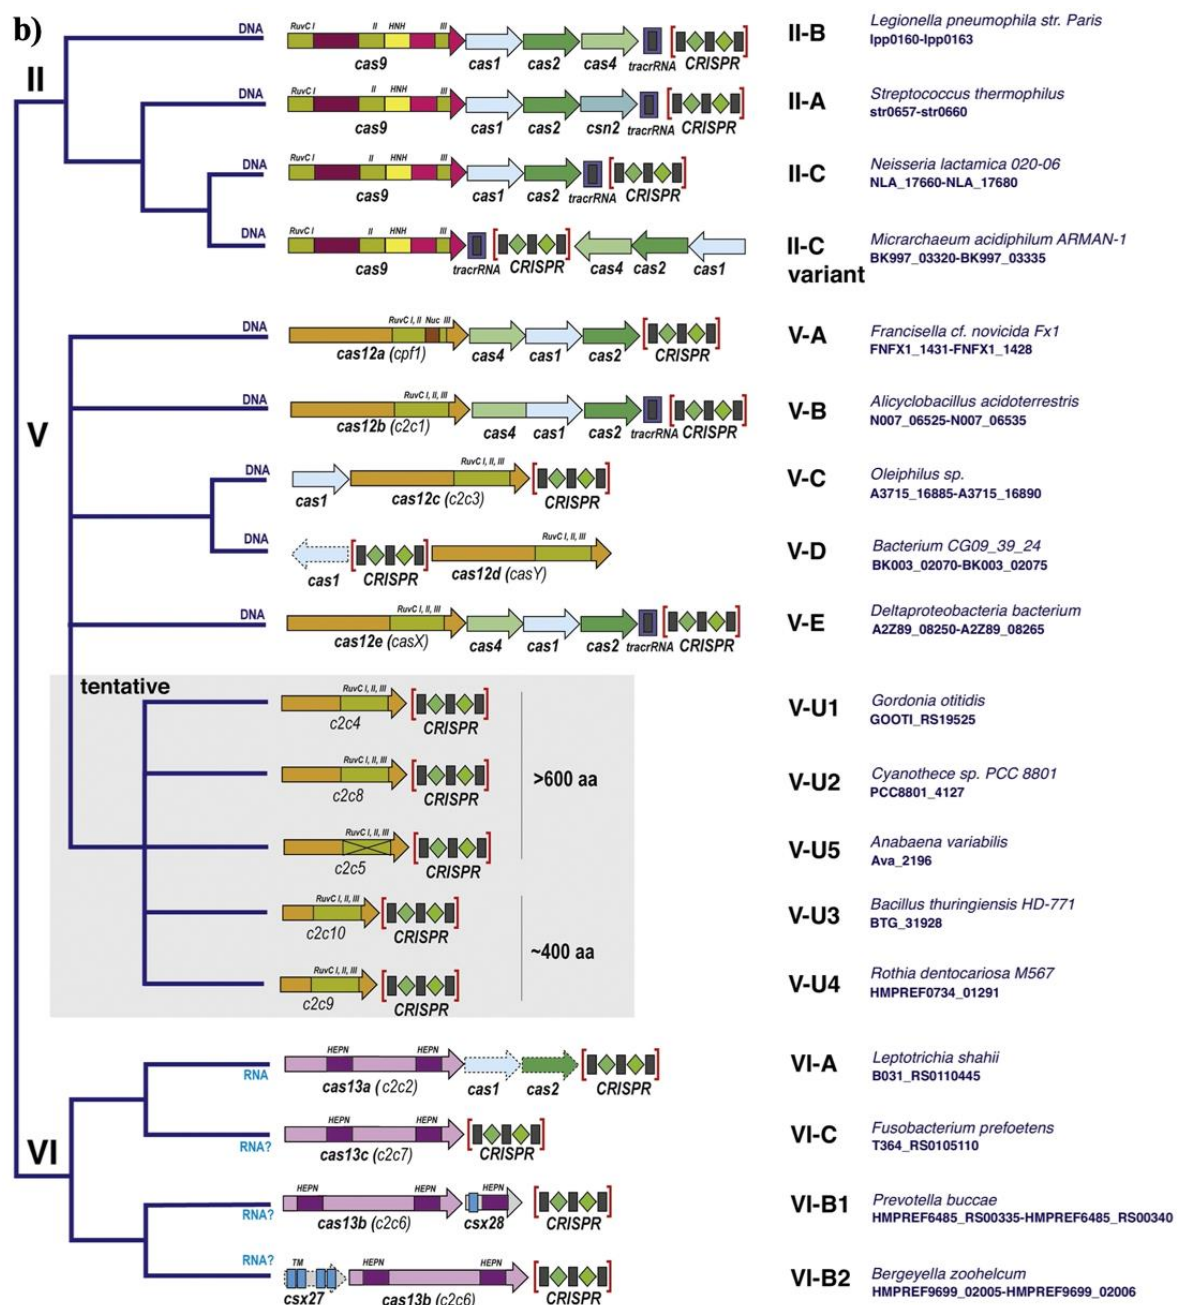 b)
II
DNA
RuvC I II HNH III
cas9 cas1 cas2 cas4 tracrRNA CRISPR
II-B
Legionella pneumophila str. Paris
lpp0160-lpp0163
DNA
RuvC I II HNH III
cas9 cas1 cas2 csn2 tracrRNA CRISPR
II-A
Streptococcus thermophilus
str0657-str0660
DNA
RuvC I II HNH III
cas9 cas1 cas2 tracrRNA CRISPR
II-C
Neisseria lactamica 020-06
NLA_17660-NLA_17680
DNA
RuvC I II HNH III
cas9 tracrRNA CRISPR cas4 cas2 cas1
II-C
variant
Micrarchaeum acidiphilum ARMAN-1
BK997_03320-BK997_03335
V
DNA
RuvC I, II Nuc III
cas12a (cpf1) cas4 cas1 cas2 CRISPR
V-A
Francisella cf. novicida Fx1
FNFX1_1431-FNFX1_1428
DNA
RuvC I, II, III
cas12b (c2c1) cas4 cas1 cas2 tracrRNA CRISPR
V-B
Alicyclobacillus acidoterrestris
N007_06525-N007_06535
DNA
RuvC I, II, III
cas1 cas12c (c2c3) CRISPR
V-C
Oleiphilus sp.
A3715_16885-A3715_16890
DNA
RuvC I, II, III
cas1 CRISPR cas12d (casY)
V-D
Bacterium CG09_39_24
BK003_02070-BK003_02075
DNA
RuvC I, II, III
cas12e (casX) cas4 cas1 cas2 tracrRNA CRISPR
V-E
Deltaproteobacteria bacterium
A2Z89_08250-A2Z89_08265
tentative
RuvC I, II, III
c2c4 CRISPR
V-U1
Gordonia otitidis
GOOTI_RS19525
>600 aa
RuvC I, II, III
c2c8 CRISPR
V-U2
Cyanothece sp. PCC 8801
PCC8801_4127
RuvC I, II, III
c2c5 CRISPR
V-U5
Anabaena variabilis
Ava_2196
RuvC I, II, III
c2c10 CRISPR
V-U3
Bacillus thuringiensis HD-771
BTG_31928
~400 aa
RuvC I, II, III
c2c9 CRISPR
V-U4
Rothia dentocariosa M567
HMPREF0734_01291
VI
RNA
HEPN HEPN
cas13a (c2c2) cas1 cas2 CRISPR
VI-A
Leptotrichia shahii
B031_RS0110445
RNA?
HEPN HEPN
cas13c (c2c7) CRISPR
VI-C
Fusobacterium prefoetens
T364_RS0105110
RNA?
HEPN HEPN HEPN
cas13b (c2c6) csx28 CRISPR
VI-B1
Prevotella buccae
HMPREF6485_RS00335-HMPREF6485_RS00340
RNA?
TM HEPN HEPN
csx27 cas13b (c2c6) CRISPR
VI-B2
Bergeyella zoohelcum
HMPREF9699_02005-HMPREF9699_02006